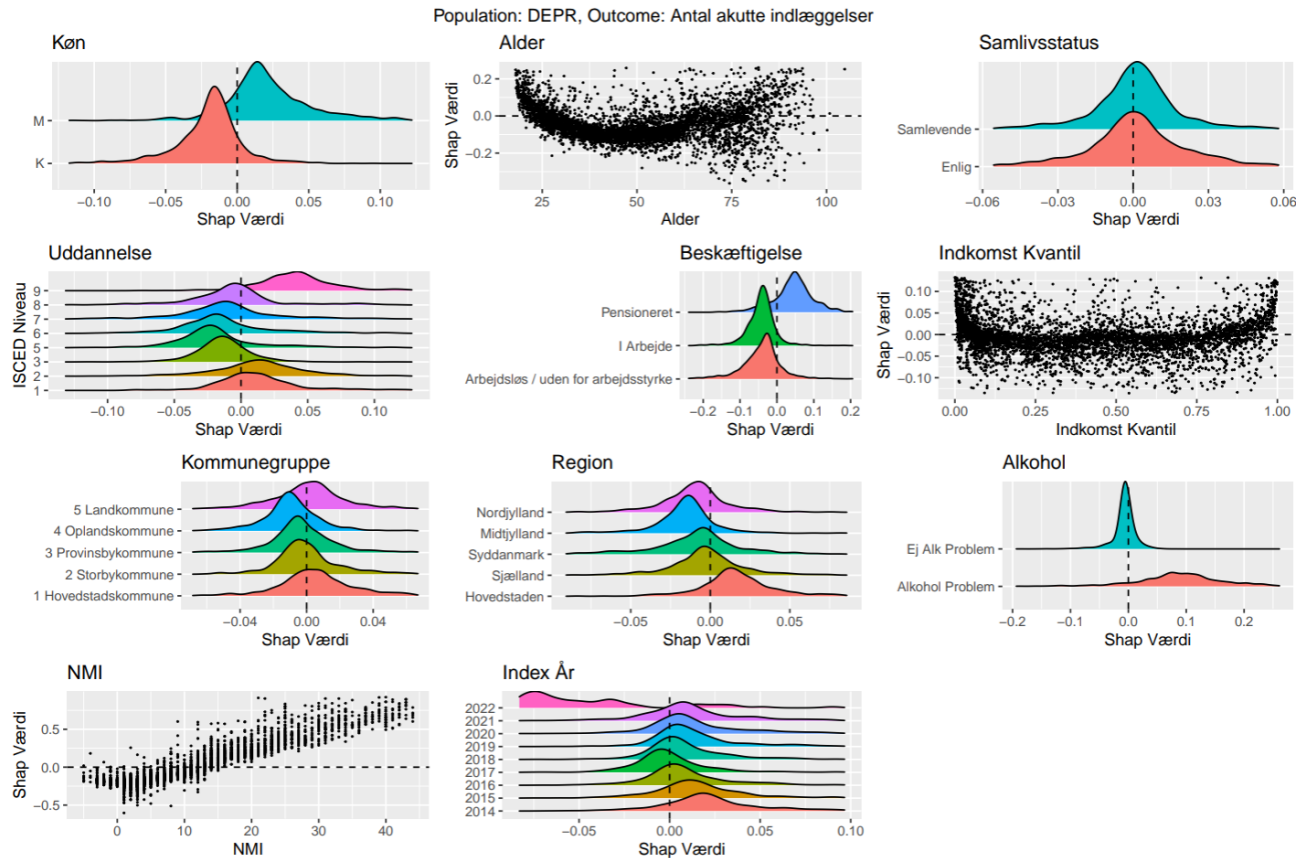 Population: DEPR, Outcome: Antal akutte indlæggelser
Køn
M
K
−0.10 −0.05 0.00 0.05 0.10
Shap Værdi
Alder
Shap Værdi
0.2
0.0
−0.2
25 50 75 100
Alder
Samlivsstatus
Samlevende
Enlig
−0.06 −0.03 0.00 0.03 0.06
Shap Værdi
Uddannelse
ISCED Niveau
9
8
7
6
5
3
2
1
−0.10 −0.05 0.00 0.05 0.10
Shap Værdi
Beskæftigelse
Pensioneret
I Arbejde
Arbejdsløs / uden for arbejdsstyrke
−0.2 −0.1 0.0 0.1 0.2
Shap Værdi
Indkomst Kvantil
Shap Værdi
0.10
0.05
0.00
−0.05
−0.10
0.00 0.25 0.50 0.75 1.00
Indkomst Kvantil
Kommunegruppe
5 Landkommune
4 Oplandskommune
3 Provinsbykommune
2 Storbykommune
1 Hovedstadskommune
−0.04 0.00 0.04
Shap Værdi
Region
Nordjylland
Midtjylland
Syddanmark
Sjælland
Hovedstaden
−0.05 0.00 0.05
Shap Værdi
Alkohol
Ej Alk Problem
Alkohol Problem
−0.2 −0.1 0.0 0.1 0.2
Shap Værdi
NMI
Shap Værdi
0.5
0.0
−0.5
0 10 20 30 40
NMI
Index År
2022
2021
2020
2019
2018
2017
2016
2015
2014
−0.05 0.00 0.05 0.10
Shap Værdi